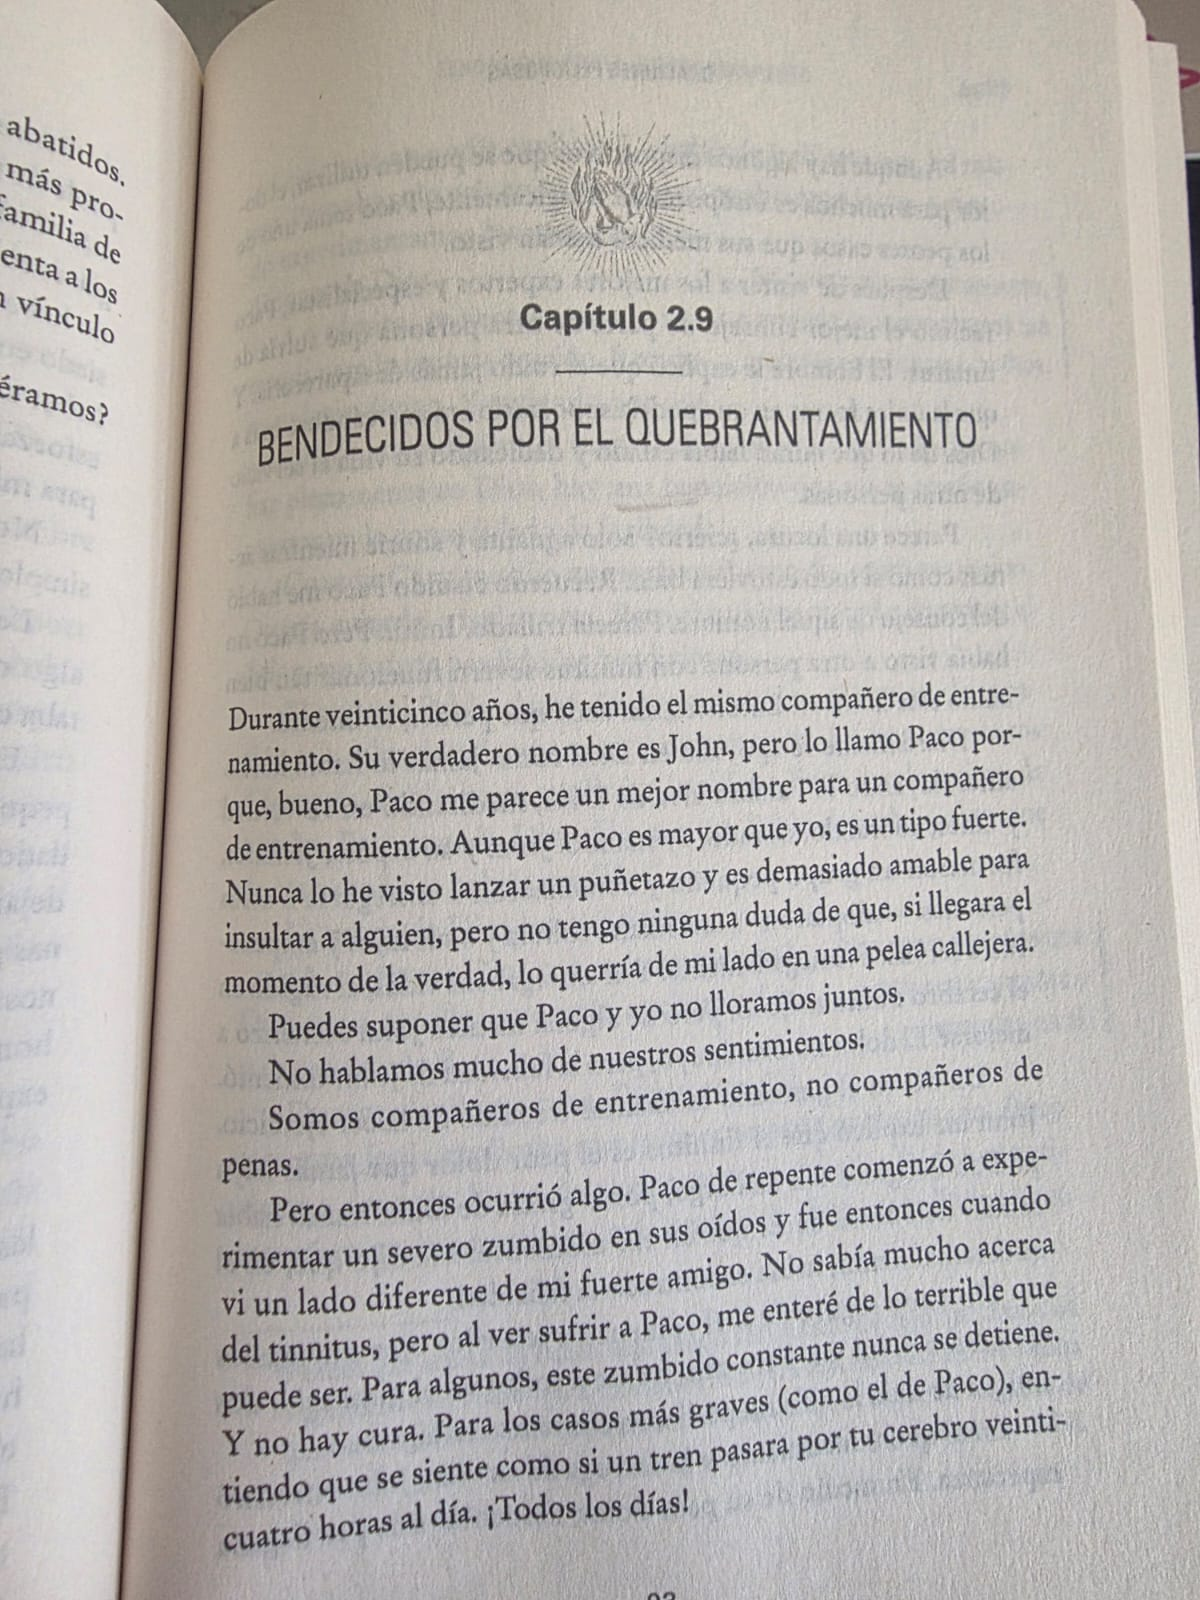 abatidos.
más pro-
familia de
enta a los
vínculo
éramos?
Capítulo 2.9
BENDECIDOS POR EL QUEBRANTAMIENTO
Durante veinticinco años, he tenido el mismo compañero de entre-
namiento. Su verdadero nombre es John, pero lo llamo Paco por-
que, bueno, Paco me parece un mejor nombre para un compañero
de entrenamiento. Aunque Paco es mayor que yo, es un tipo fuerte.
Nunca lo he visto lanzar un puñetazo y es demasiado amable para
insultar a alguien, pero no tengo ninguna duda de que, si llegara el
momento de la verdad, lo querría de mi lado en una pelea callejera.
Puedes suponer que Paco y yo no lloramos juntos.
No hablamos mucho de nuestros sentimientos.
Somos compañeros de entrenamiento, no compañeros de
penas.
Pero entonces ocurrió algo. Paco de repente comenzó a expe-
rimentar un severo zumbido en sus oídos y fue entonces cuando
vi un lado diferente de mi fuerte amigo. No sabía mucho acerca
del tinnitus, pero al ver sufrir a Paco, me enteré de lo terrible que
puede ser. Para algunos, este zumbido constante nunca se detiene.
Y no hay cura. Para los casos más graves (como el de Paco), en-
tiendo que se siente como si un tren pasara por tu cerebro veinti-
cuatro horas al día. ¡Todos los días!